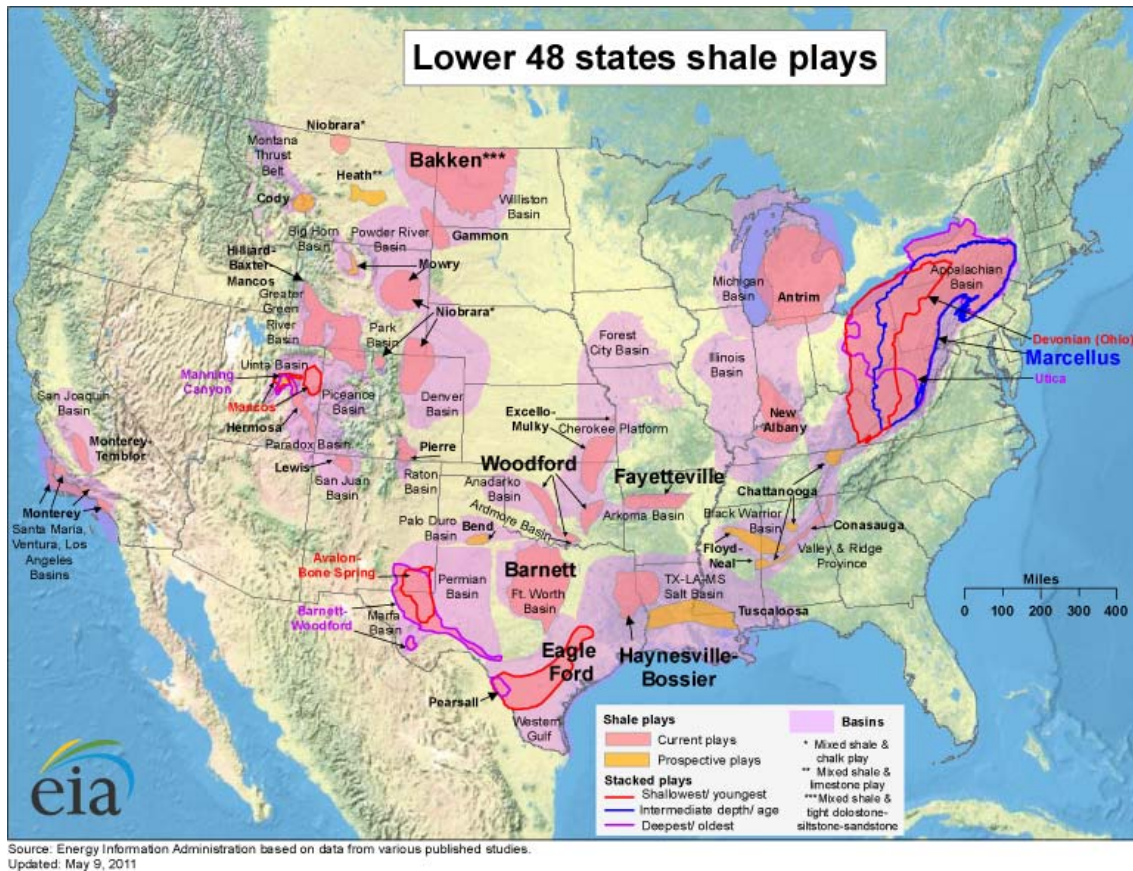 Lower 48 states shale plays
Niobrara*
Montana
Thrust
Belt
Bakken***
Heath**
Cody
Williston
Basin
Big Horn
Basin
Powder River
Basin
Gammon
Hilliard-
Baxter-
Mancos
Mowry
Greater
Green
River
Basin
Niobrara*
Park
Basin
Michigan
Basin
Antrim
Appalachian
Basin
Devonian (Ohio)
Marcellus
Utica
Forest
City Basin
Illinois
Basin
Uinta Basin
Manning
Canyon
Mancos
Piceance
Basin
Denver
Basin
Hermosa
San Joaquin
Basin
Monterey-
Temblor
Paradox Basin
Excello-
Mulky
Cherokee Platform
New
Albany
Pierre
Lewis
San Juan
Basin
Raton
Basin
Woodford
Anadarko
Basin
Fayetteville
Arkoma Basin
Chattanooga
Monterey
Santa Maria,
Ventura, Los
Angeles
Basins
Palo Duro
Basin
Bend
Ardmore Basin
Black Warrior
Basin
Conasauga
Floyd-
Neal
Valley & Ridge
Province
Avalon-
Bone Spring
Permian
Basin
Barnett
Ft. Worth
Basin
TX-LA-MS
Salt Basin
Tuscaloosa
Barnett-
Woodford
Marfa
Basin
Eagle
Ford
Haynesville-
Bossier
Pearsall
Western
Gulf
Miles
0 100 200 300 400
Shale plays
Current plays
Prospective plays
Stacked plays
Shallowest/ youngest
Intermediate depth/ age
Deepest/ oldest
Basins
* Mixed shale &
chalk play
** Mixed shale &
limestone play
***Mixed shale &
tight dolostone-
siltstone-sandstone
eia
Source: Energy Information Administration based on data from various published studies.
Updated: May 9, 2011